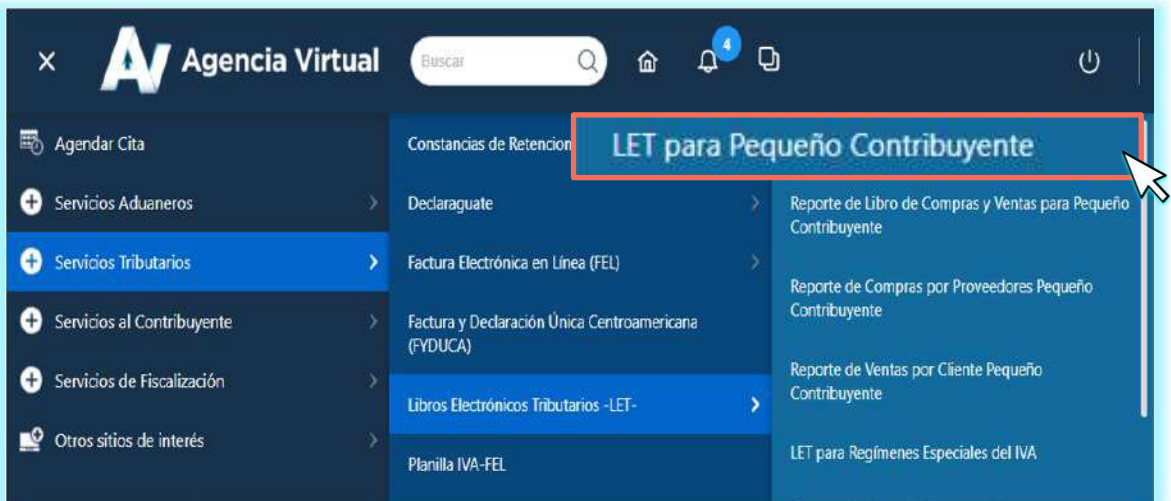 Agencia Virtual
Buscar
4
Agendar Cita
Servicios Aduaneros
Servicios Tributarios
Servicios al Contribuyente
Servicios de Fiscalización
Otros sitios de interés
Constancias de Retencion
Declaraguate
Factura Electrónica en Línea (FEL)
Factura y Declaración Única Centroamericana
(FYDUCA)
Libros Electrónicos Tributarios -LET-
Planilla IVA-FEL
LET para Pequeño Contribuyente
Reporte de Libro de Compras y Ventas para Pequeño
Contribuyente
Reporte de Compras por Proveedores Pequeño
Contribuyente
Reporte de Ventas por Cliente Pequeño
Contribuyente
LET para Regímenes Especiales del IVA